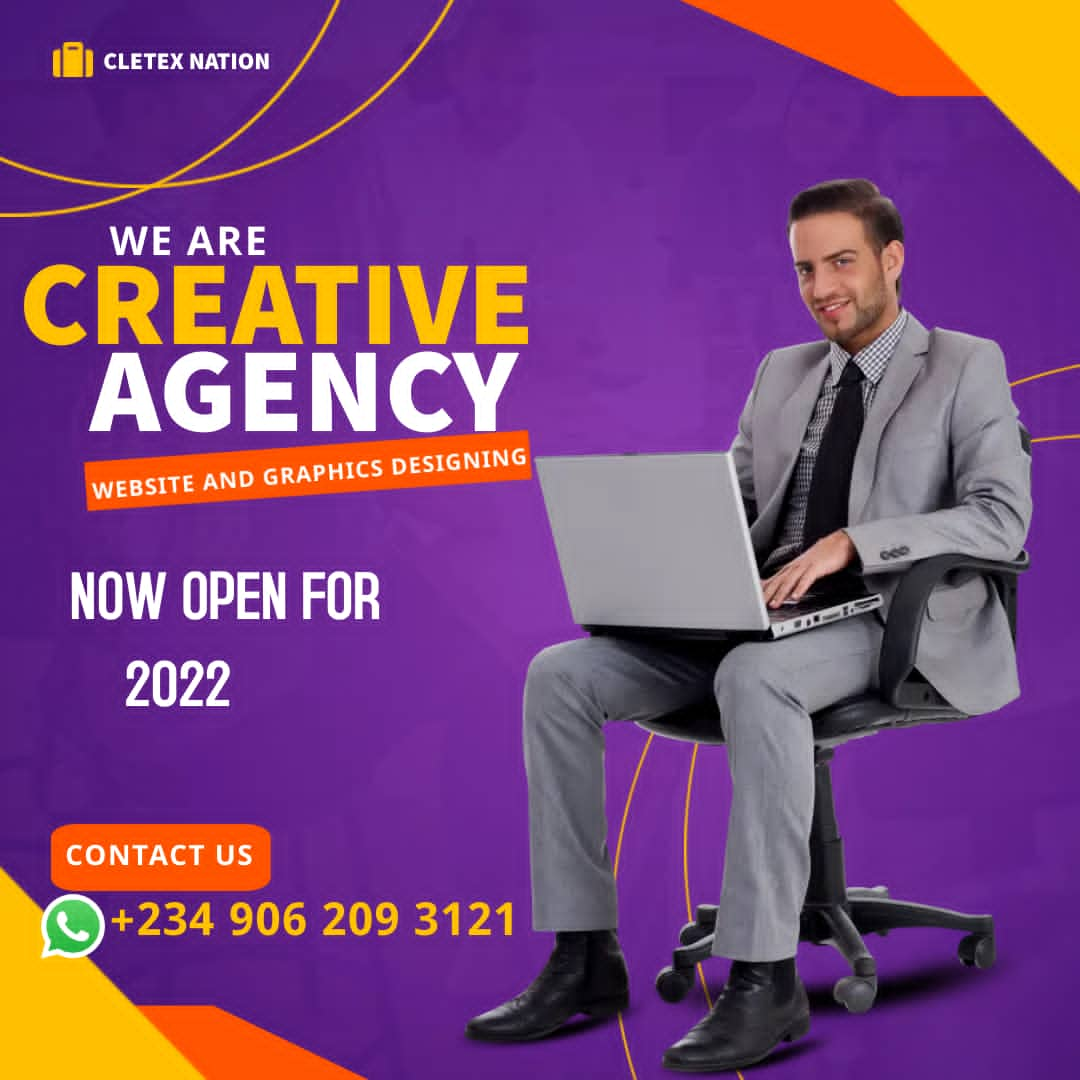 CLETEX NATION
WE ARE
CREATIVE
AGENCY
WEBSITE AND GRAPHICS DESIGNING
NOW OPEN FOR
2022
CONTACT US
+234 906 209 3121